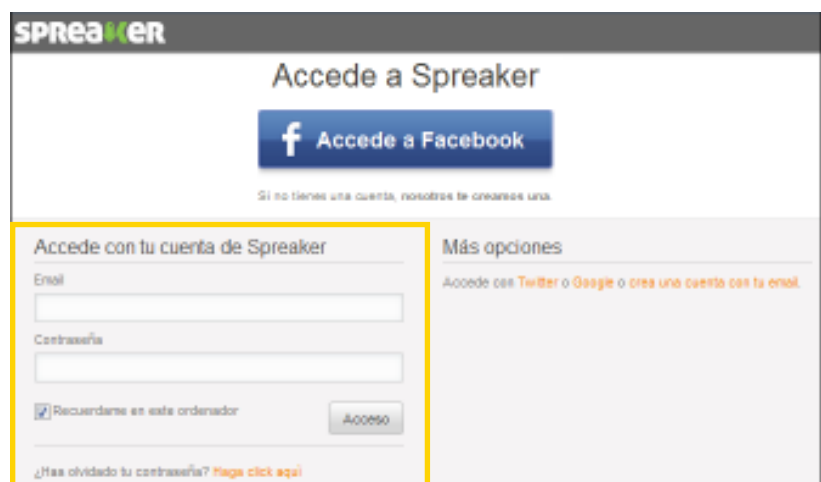 SPREAKER
Accede a Spreaker
f Accede a Facebook
Si no tienes una cuenta, nosotros te creamos una.
Accede con tu cuenta de Spreaker
Email
Contraseña
Recuerdame en este ordenador
Acceso
¿Has olvidado tu contraseña? Haga click aquì
Más opciones
Accede con Twitter o Google o crea una cuenta con tu email.